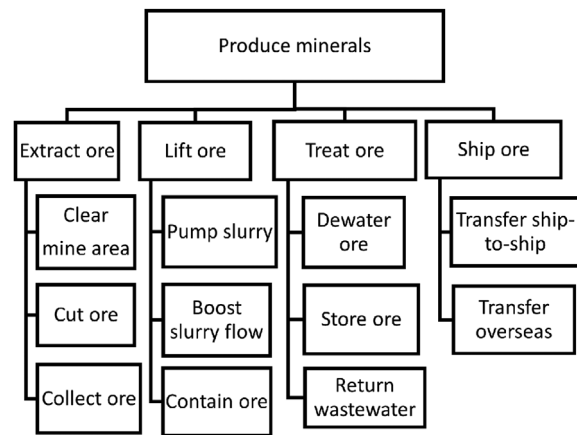 Produce minerals
Extract ore
Lift ore
Treat ore
Ship ore
Clear
mine area
Cut ore
Collect ore
Pump slurry
Boost
slurry flow
Contain ore
Dewater
ore
Store ore
Return
wastewater
Transfer ship-
to-ship
Transfer
overseas